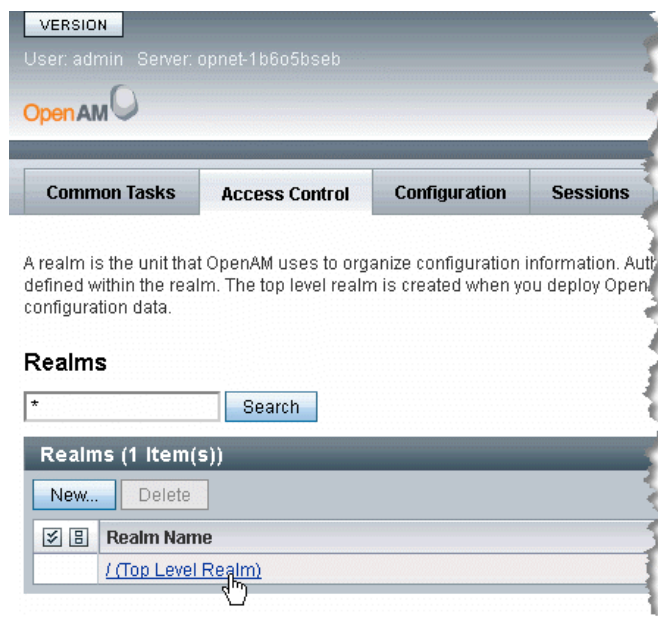 VERSION
User: admin Server: opnet-1b6o5bseb
OpenAM
Common Tasks Access Control Configuration Sessions
A realm is the unit that OpenAM uses to organize configuration information.
defined within the realm. The top level realm is created when you deploy
configuration data.
Realms
* Search
Realms (1 Item(s))
New... Delete
Realm Name
/ (Top Level Realm)